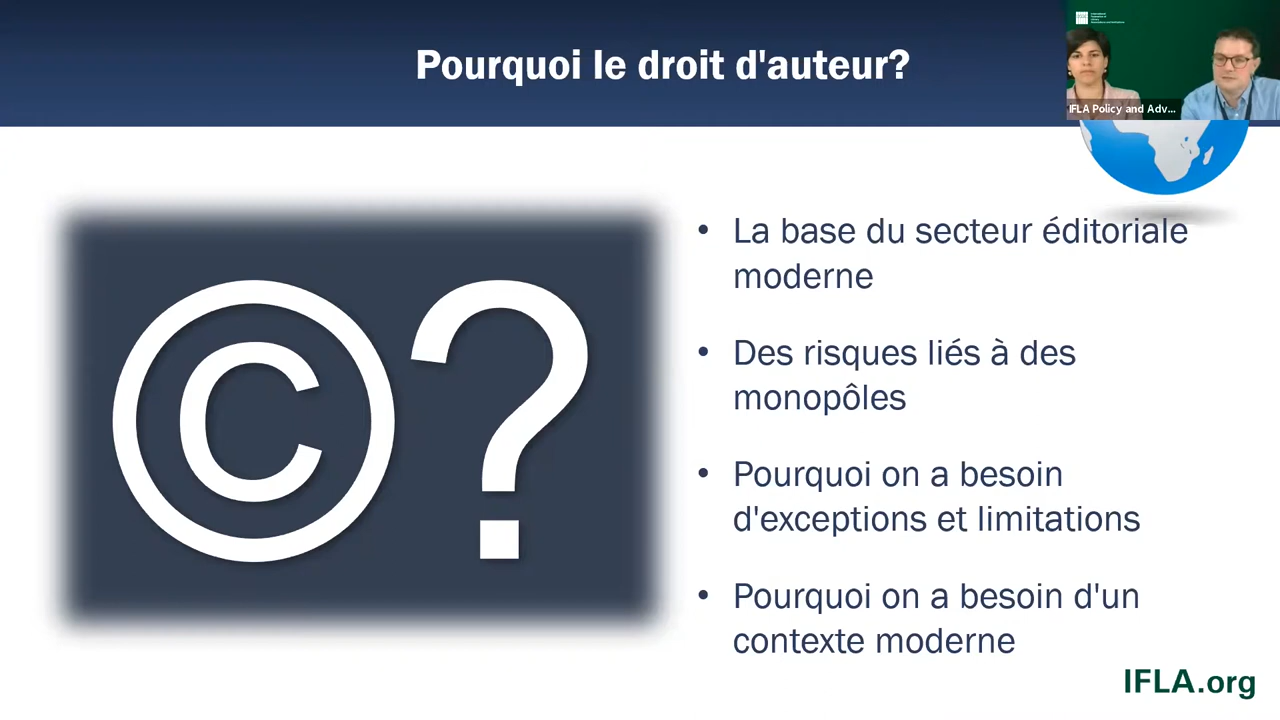 Pourquoi le droit d'auteur?
IFLA Policy and Adv...
©?
• La base du secteur éditoriale
moderne
• Des risques liés à des
monopôles
• Pourquoi on a besoin
d'exceptions et limitations
• Pourquoi on a besoin d'un
contexte moderne
IFLA.org